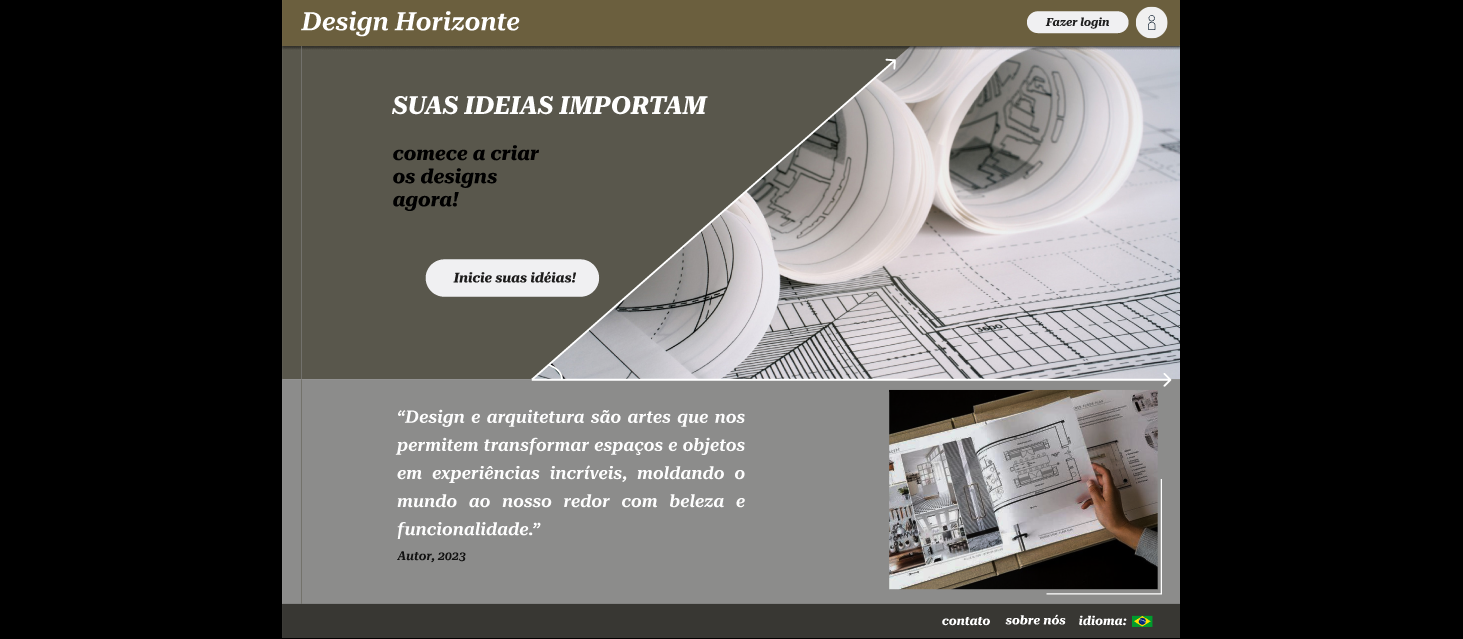 Design Horizonte
Fazer login
SUAS IDEIAS IMPORTAM
comece a criar
os designs
agora!
Inicie suas idéias!
3600
“Design e arquitetura são artes que nos
permitem transformar espaços e objetos
em experiências incríveis, moldando o
mundo ao nosso redor com beleza e
funcionalidade.”
Autor, 2023
contato sobre nós idioma: